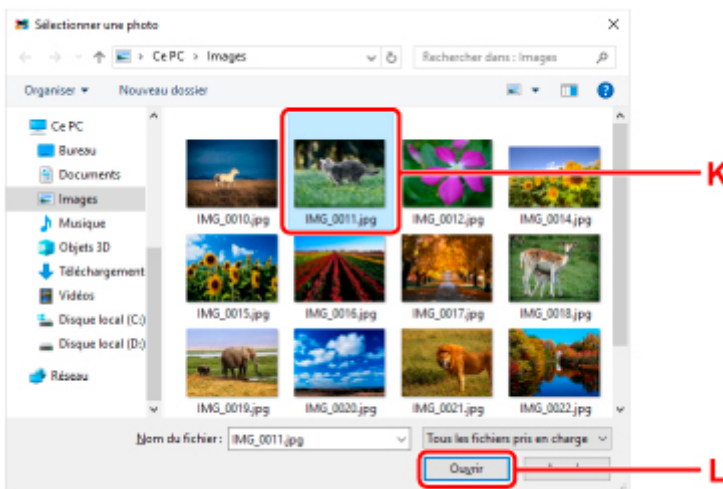 Sélectionner une photo
Ce PC > Images
Rechercher dans : Images
Organiser
Nouveau dossier
Ce PC
Bureau
Documents
Images
Musique
Objets 3D
Téléchargement
Vidéos
Disque local (C:)
Disque local (D:)
Réseau
IMG_0010.jpg
IMG_0011.jpg
IMG_0012.jpg
IMG_0014.jpg
IMG_0015.jpg
IMG_0016.jpg
IMG_0017.jpg
IMG_0018.jpg
IMG_0019.jpg
IMG_0020.jpg
IMG_0021.jpg
IMG_0022.jpg
K
Nom du fichier : IMG_0011.jpg
Tous les fichiers pris en charge
Ouvrir
L